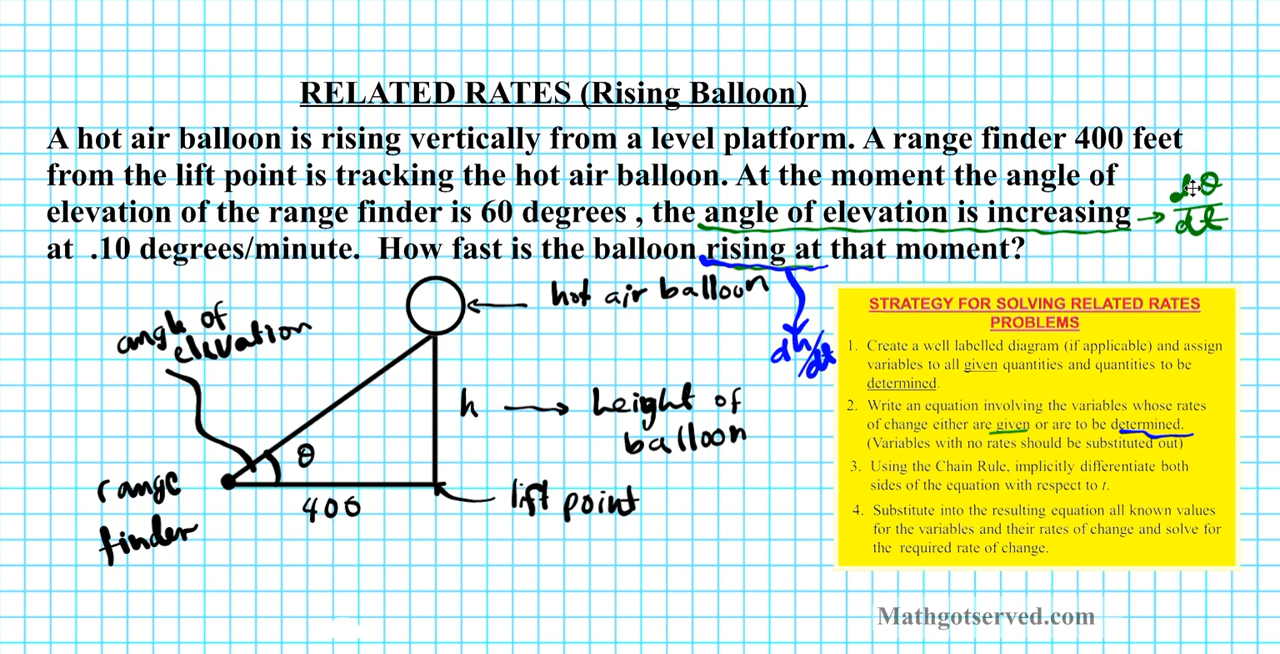 RELATED RATES (Rising Balloon)
A hot air balloon is rising vertically from a level platform. A range finder 400 feet
from the lift point is tracking the hot air balloon. At the moment the angle of
elevation of the range finder is 60 degrees , the angle of elevation is increasing
at .10 degrees/minute. How fast is the balloon rising at that moment?
→ dθ/dt
hot air balloon
dh/dt
angle of
elevation
h → height of
balloon
θ
range
finder
400
lift point
STRATEGY FOR SOLVING RELATED RATES
PROBLEMS
1. Create a well labelled diagram (if applicable) and assign
variables to all given quantities and quantities to be
determined.
2. Write an equation involving the variables whose rates
of change either are given or are to be determined.
(Variables with no rates should be substituted out)
3. Using the Chain Rule, implicitly differentiate both
sides of the equation with respect to t.
4. Substitute into the resulting equation all known values
for the variables and their rates of change and solve for
the required rate of change.
Mathgotserved.com